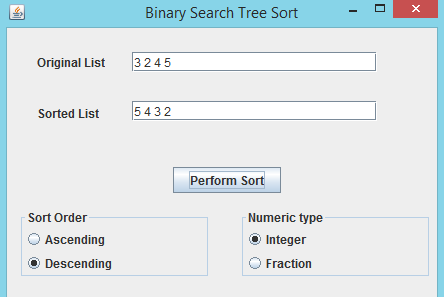 Binary Search Tree Sort
Original List 3 2 4 5
Sorted List 5 4 3 2
Perform Sort
Sort Order Numeric type
Ascending Integer
Descending Fraction